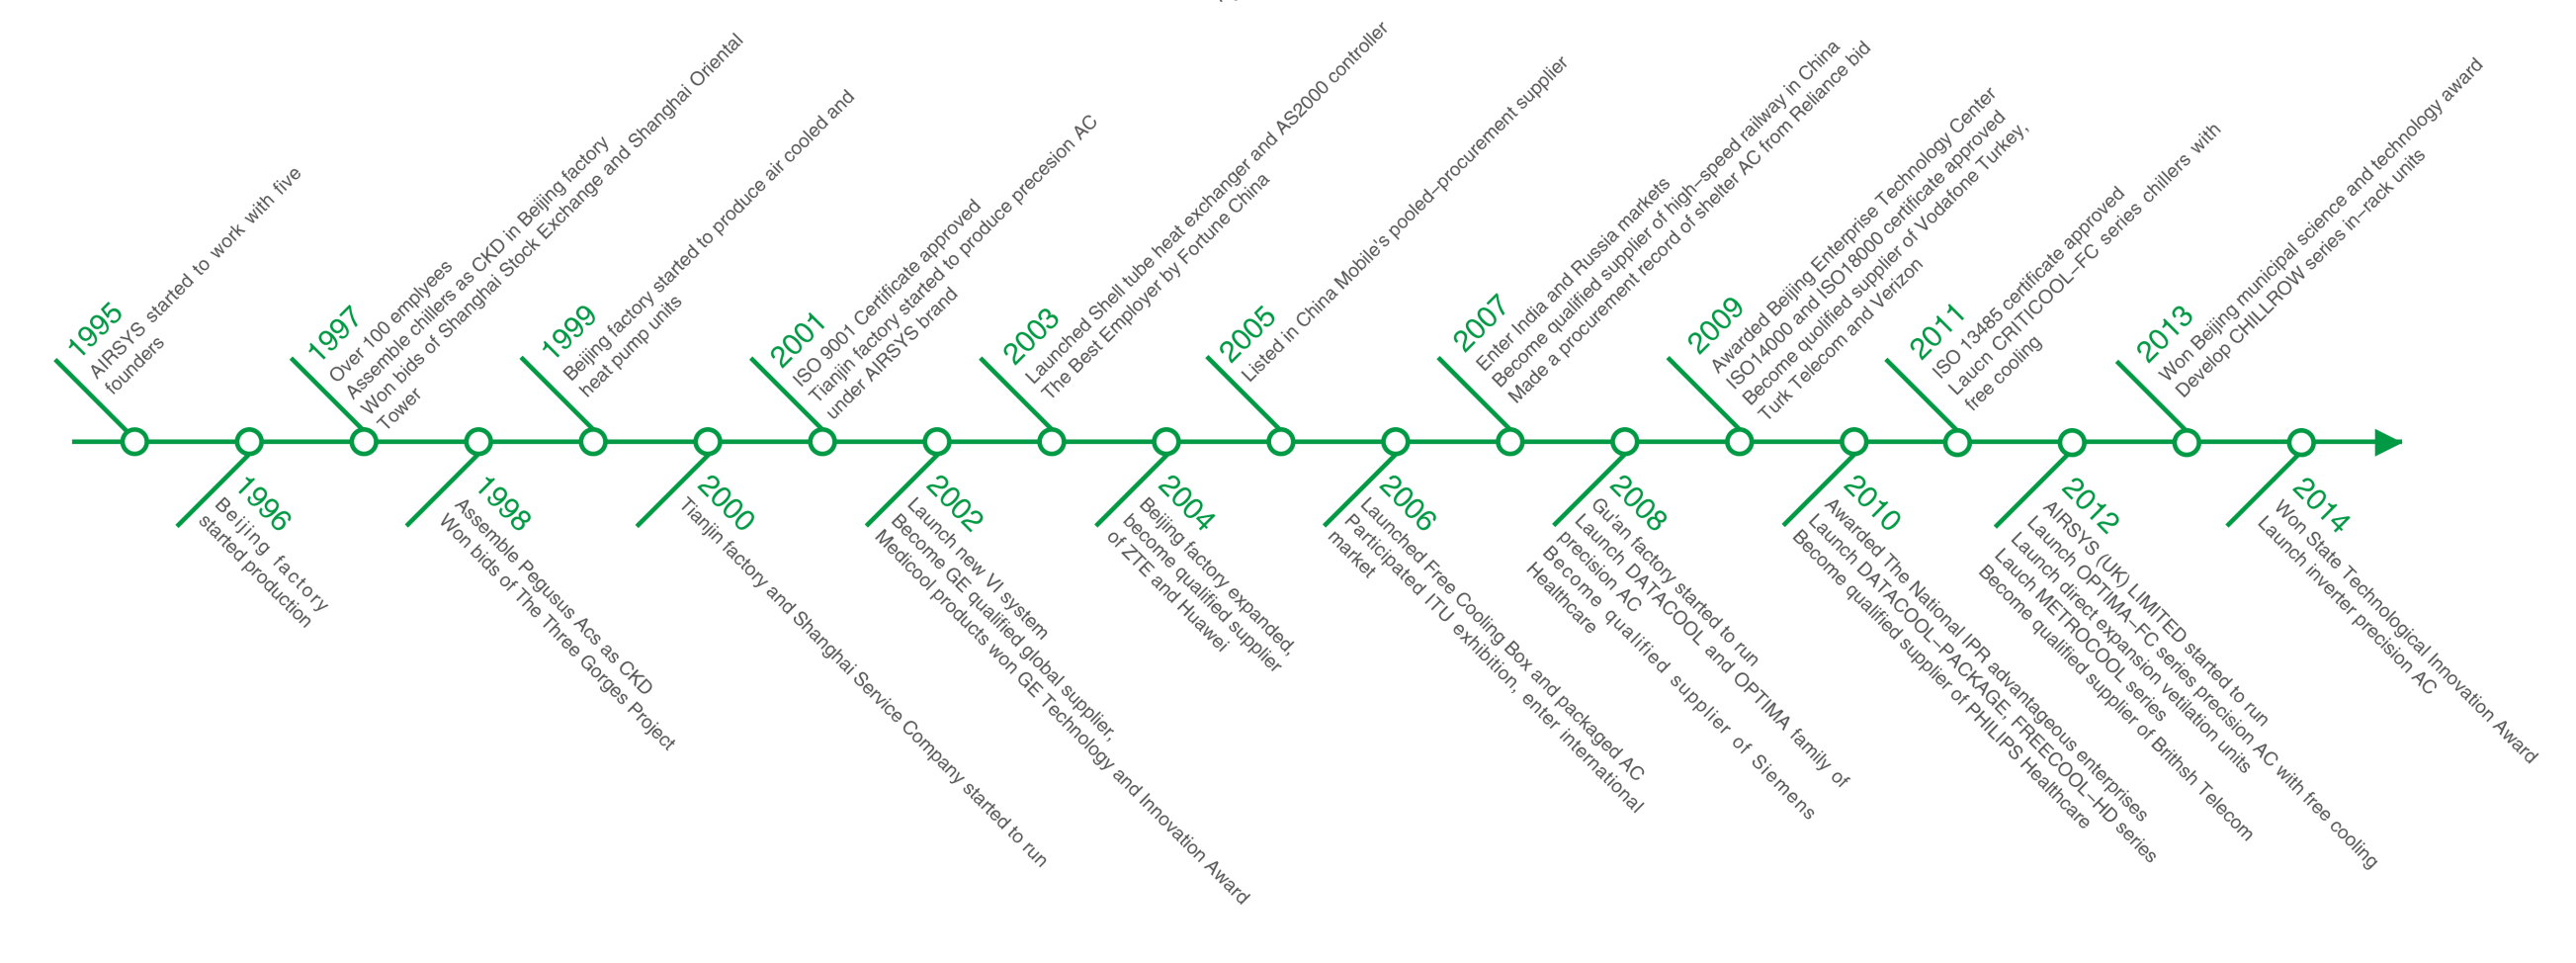 1995
AIRSYS started to work with five
founders
1996
Beijing factory
started production
1997
Over 100 emplyees
Assemble chillers as CKD in Beijing factory
Won bids of Shanghai Stock Exchange and Shanghai Oriental
Tower
1998
Assemble Pegusus Acs as CKD
Won bids of The Three Gorges Project
1999
Beijing factory started to produce air cooled and
heat pump units
2000
Tianjin factory and Shanghai Service Company started to run
2001
ISO 9001 Certificate approved
Tianjin factory started to produce precesion AC
under AIRSYS brand
2002
Launch new VI system
Become GE qualified global supplier,
Medicool products won GE Technology and Innovation Award
2003
Launched Shell tube heat exchanger and AS2000 controller
The Best Employer by Fortune China
2004
Beijing factory expanded,
become qualified supplier
of ZTE and Huawei
2005
Listed in China Mobile's pooled-procurement supplier
2006
Launched Free Cooling Box and packaged AC
Participated ITU exhibition, enter international
market
2007
Enter India and Russia markets
Become qualified supplier of high-speed railway in China
Made a procurement record of shelter AC from Reliance bid
2008
Gu'an factory started to run
Launch DATACOOL and OPTIMA family of
precision AC
Become qualified supplier of Siemens
Healthcare
2009
Awarded Beijing Enterprise Technology Center
ISO14000 and ISO18000 certificate approved
Become quolified supplier of Vodafone Turkey,
Turk Telecom and Verizon
2010
Awarded The National IPR advantageous enterprises
Launch DATACOOL-PACKAGE, FREECOOL-HD series
Become qualified supplier of PHILIPS Healthcare
2011
ISO 13485 certificate approved
Laucn CRITICOOL-FC series chillers with
free cooling
2012
AIRSYS (UK) LIMITED started to run
Launch OPTIMA-FC series precision AC with free cooling
Launch direct expansion vetilation units
Lauch METROCOOL series
Become qualified supplier of Brithsh Telecom
2013
Won Beijing municipal science and technology award
Develop CHILLROW series in-rack units
2014
Won State Technological Innovation Award
Launch inverter precision AC